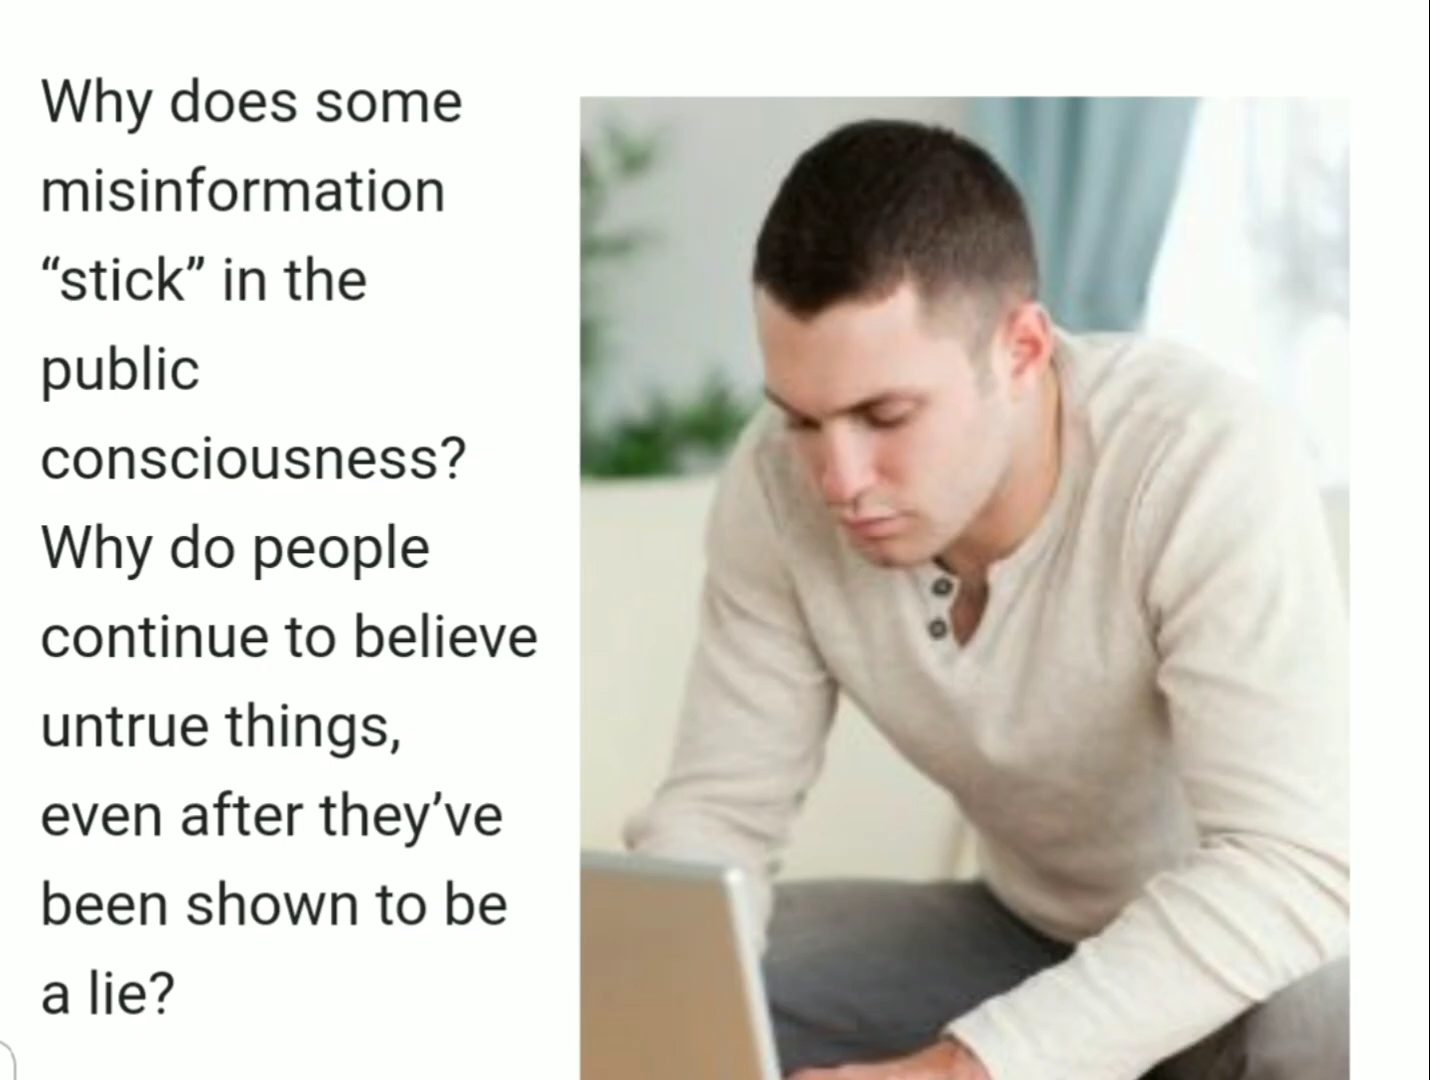 Why does some
misinformation
“stick” in the
public
consciousness?
Why do people
continue to believe
untrue things,
even after they’ve
been shown to be
a lie?